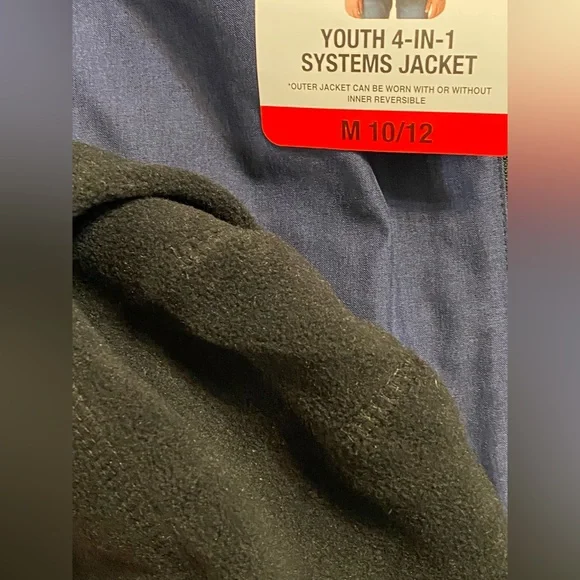 YOUTH 4-IN-1
SYSTEMS JACKET
*OUTER JACKET CAN BE WORN WITH OR WITHOUT
INNER REVERSIBLE
M 10/12